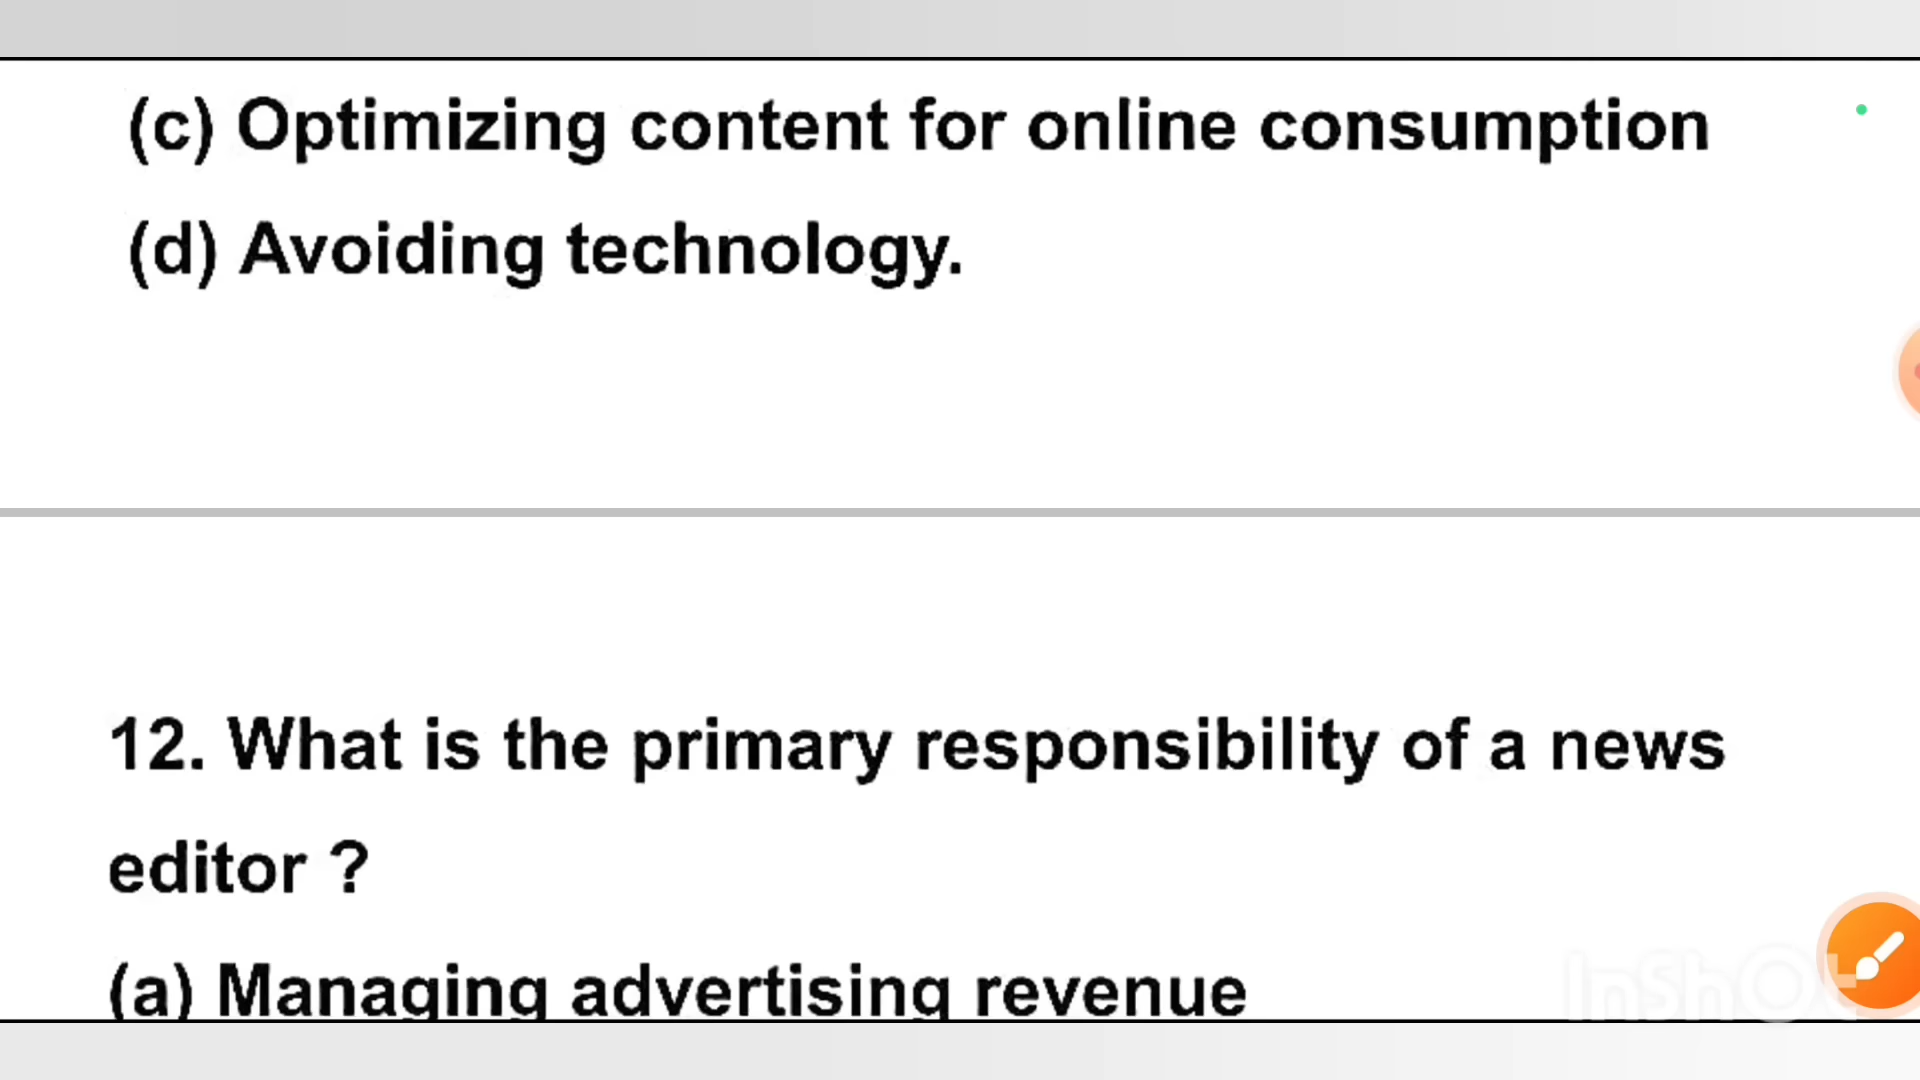 (c) Optimizing content for online consumption
(d) Avoiding technology.
12. What is the primary responsibility of a news
editor ?
(a) Managing advertising revenue
InShOt